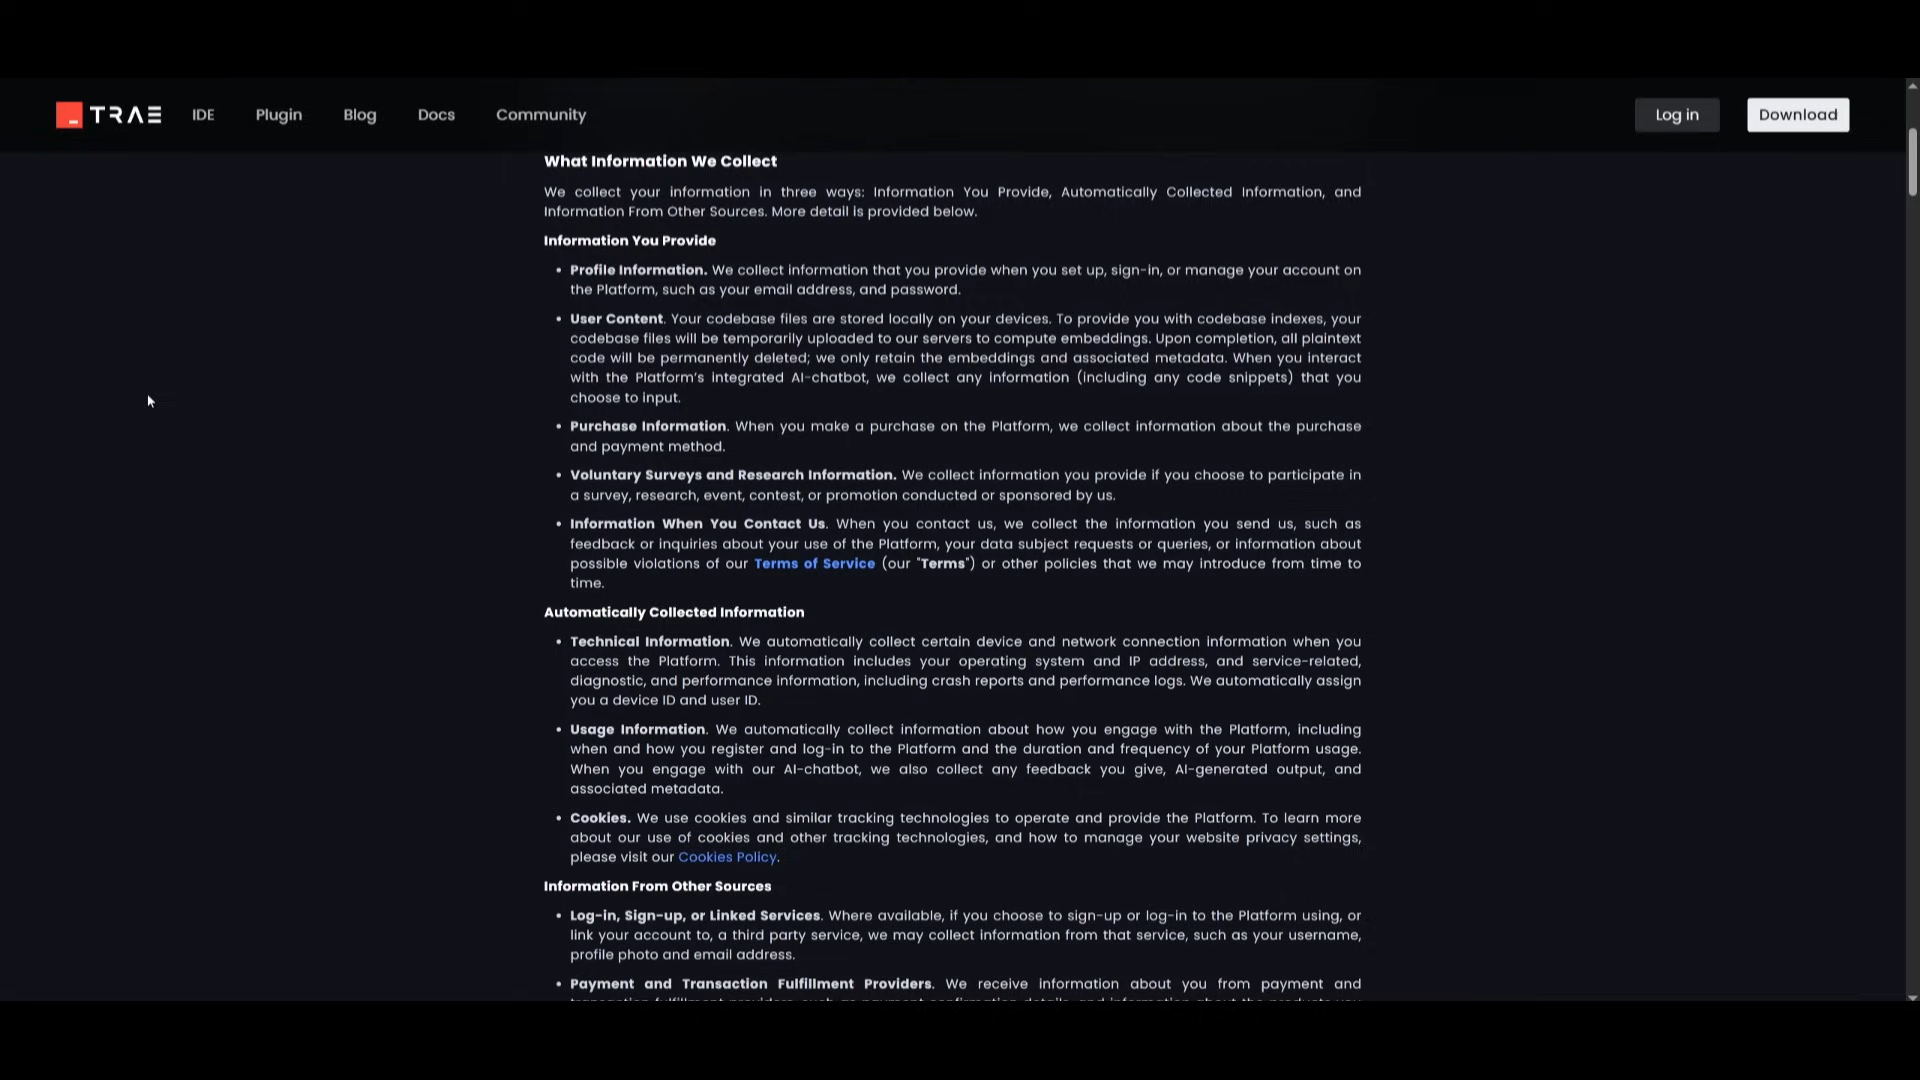 TRAE IDE Plugin Blog Docs Community Log in Download
What Information We Collect
We collect your information in three ways: Information You Provide, Automatically Collected Information, and
Information From Other Sources. More detail is provided below.
Information You Provide
• Profile Information. We collect information that you provide when you set up, sign-in, or manage your account on
the Platform, such as your email address, and password.
• User Content. Your codebase files are stored locally on your devices. To provide you with codebase indexes, your
codebase files will be temporarily uploaded to our servers to compute embeddings. Upon completion, all plaintext
code will be permanently deleted; we only retain the embeddings and associated metadata. When you interact
with the Platform's integrated AI-chatbot, we collect any information (including any code snippets) that you
choose to input.
• Purchase Information. When you make a purchase on the Platform, we collect information about the purchase
and payment method.
• Voluntary Surveys and Research Information. We collect information you provide if you choose to participate in
a survey, research, event, contest, or promotion conducted or sponsored by us.
• Information When You Contact Us. When you contact us, we collect the information you send us, such as
feedback or inquiries about your use of the Platform, your data subject requests or queries, or information about
possible violations of our Terms of Service (our "Terms") or other policies that we may introduce from time to
time.
Automatically Collected Information
• Technical Information. We automatically collect certain device and network connection information when you
access the Platform. This information includes your operating system and IP address, and service-related,
diagnostic, and performance information, including crash reports and performance logs. We automatically assign
you a device ID and user ID.
• Usage Information. We automatically collect information about how you engage with the Platform, including
when and how you register and log-in to the Platform and the duration and frequency of your Platform usage.
When you engage with our AI-chatbot, we also collect any feedback you give, AI-generated output, and
associated metadata.
• Cookies. We use cookies and similar tracking technologies to operate and provide the Platform. To learn more
about our use of cookies and other tracking technologies, and how to manage your website privacy settings,
please visit our Cookies Policy.
Information From Other Sources
• Log-in, Sign-up, or Linked Services. Where available, if you choose to sign-up or log-in to the Platform using, or
link your account to, a third party service, we may collect information from that service, such as your username,
profile photo and email address.
• Payment and Transaction Fulfillment Providers. We receive information about you from payment and